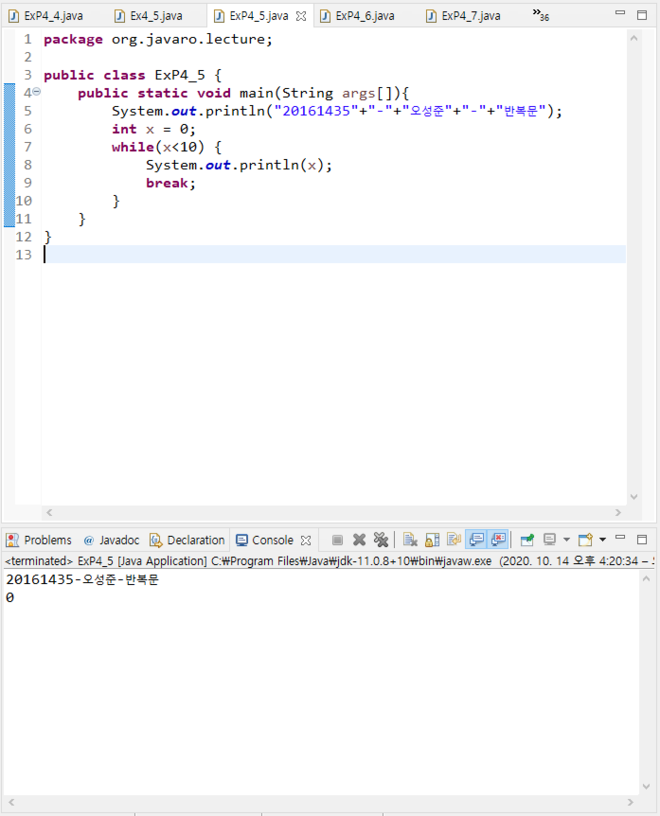 ExP4_4.java Ex4_5.java ExP4_5.java ExP4_6.java ExP4_7.java »36
1 package org.javaro.lecture;
2
3 public class ExP4_5 {
4 public static void main(String args[]){
5 System.out.println("20161435"+"-"+"오성준"+"-"+"반복문");
6 int x = 0;
7 while(x<10) {
8 System.out.println(x);
9 break;
10 }
11 }
12 }
13
Problems @ Javadoc Declaration Console
<terminated> ExP4_5 [Java Application] C:₩Program Files₩Java₩jdk-11.0.8+10₩bin₩javaw.exe (2020. 10. 14 오후 4:20:34 –
20161435-오성준-반복문
0